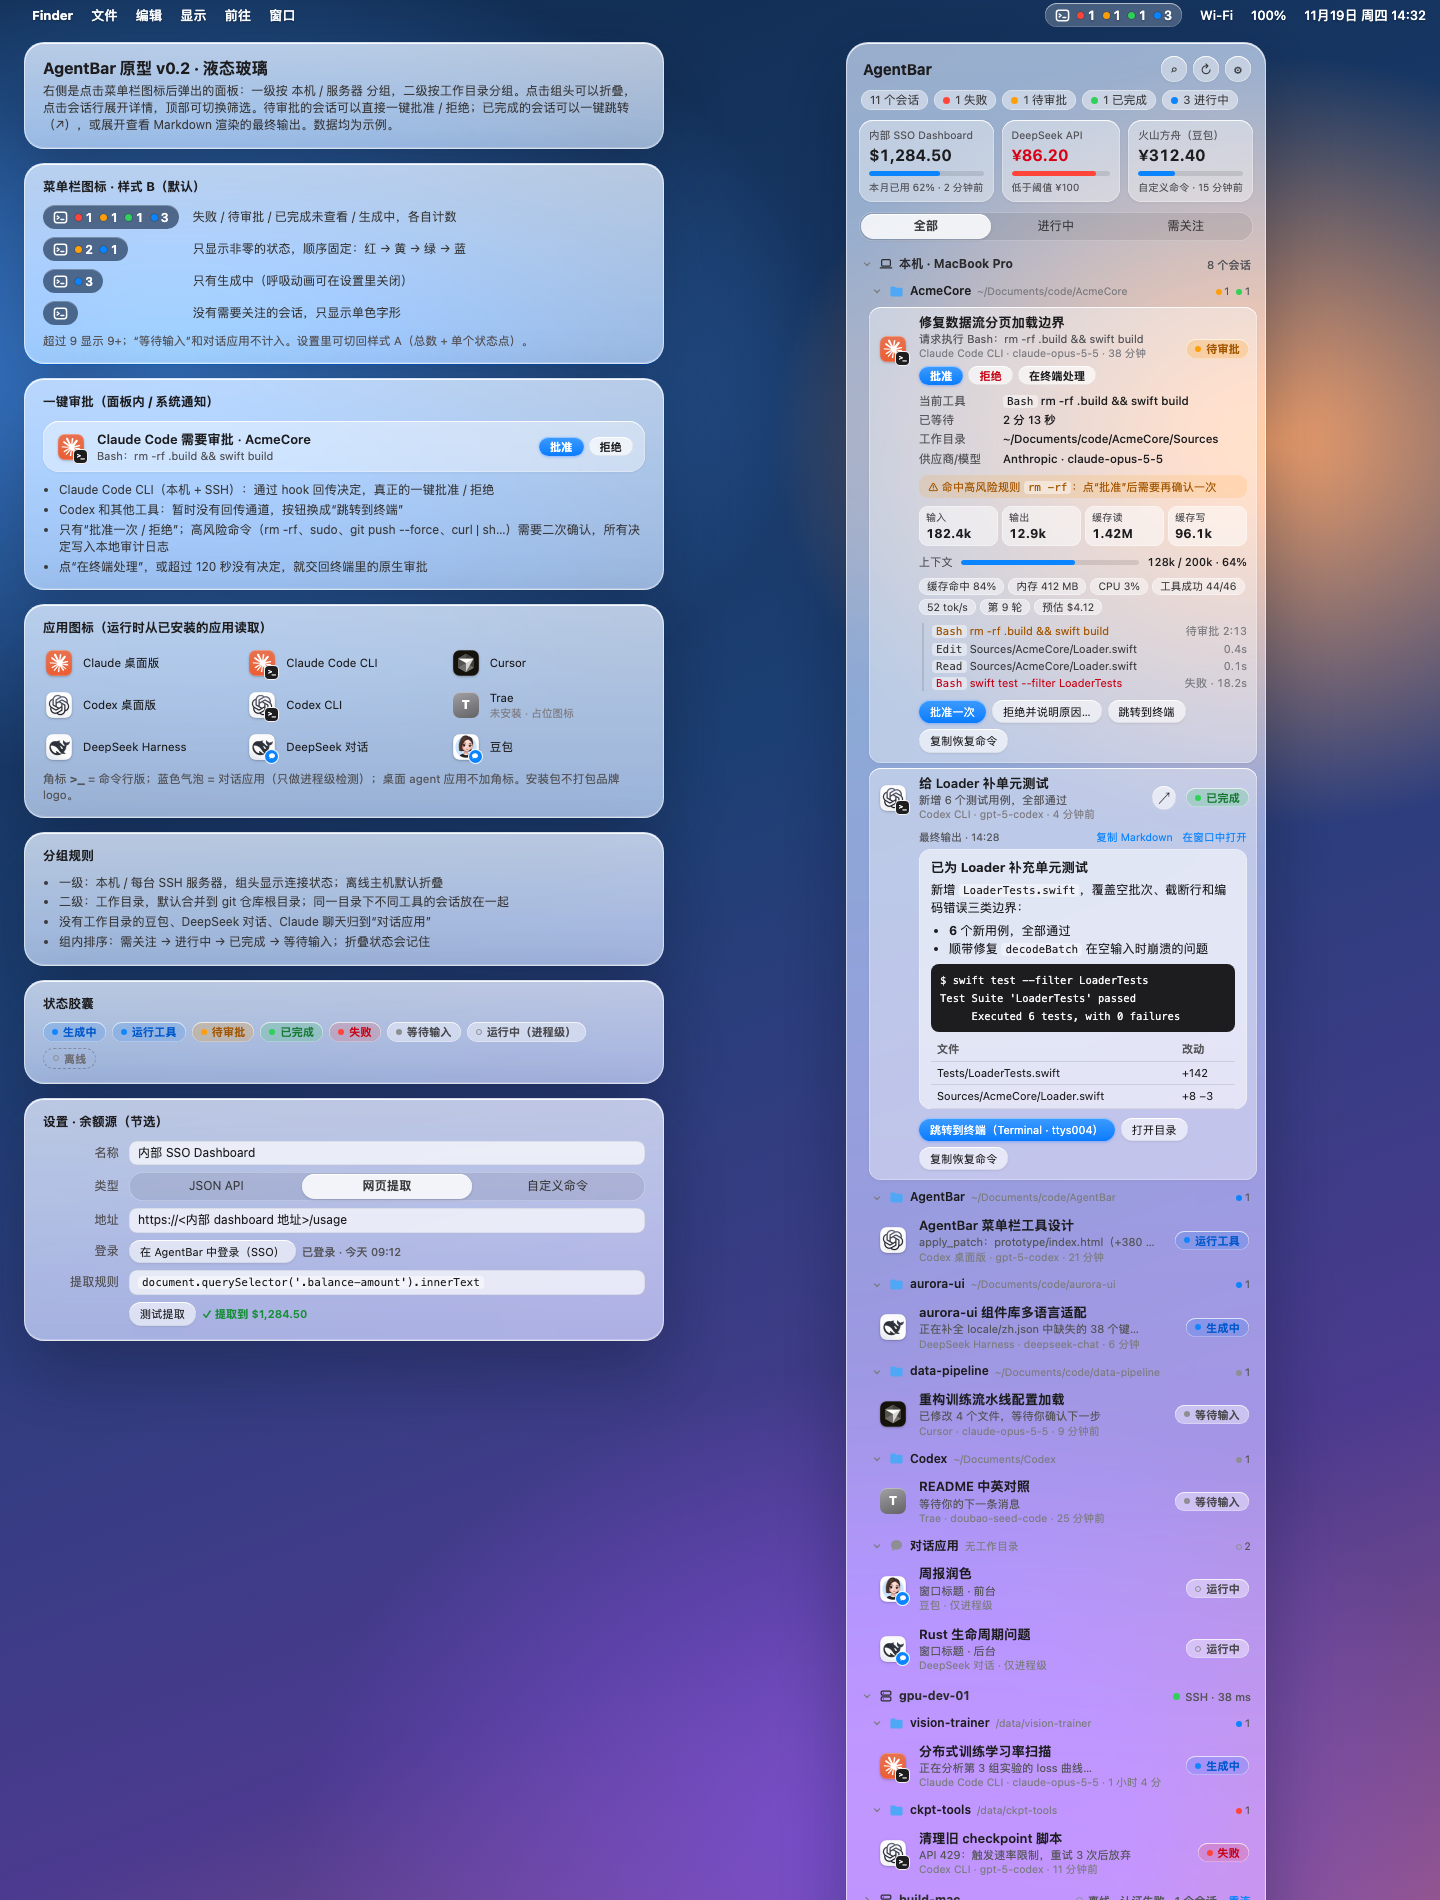 Finder 文件 编辑 显示 前往 窗口
1 1 1 3 Wi-Fi 100% 11月19日 周四 14:32
AgentBar 原型 v0.2 · 液态玻璃
右侧是点击菜单栏图标后弹出的面板：一级按 本机 / 服务器 分组，二级按工作目录分组。点击组头可以折叠，
点击会话行展开详情，顶部可切换筛选。待审批的会话可以直接一键批准 / 拒绝；已完成的会话可以一键跳转
（↗），或展开查看 Markdown 渲染的最终输出。数据均为示例。
菜单栏图标 · 样式 B（默认）
1 1 1 3 失败 / 待审批 / 已完成未查看 / 生成中，各自计数
2 1 只显示非零的状态，顺序固定：红 → 黄 → 绿 → 蓝
3 只有生成中（呼吸动画可在设置里关闭）
没有需要关注的会话，只显示单色字形
超过 9 显示 9+；“等待输入”和对话应用不计入。设置里可切回样式 A（总数 + 单个状态点）。
一键审批（面板内 / 系统通知）
Claude Code 需要审批 · AcmeCore
Bash：rm -rf .build && swift build
批准 拒绝
• Claude Code CLI（本机 + SSH）：通过 hook 回传决定，真正的一键批准 / 拒绝
• Codex 和其他工具：暂时没有回传通道，按钮换成“跳转到终端”
• 只有“批准一次 / 拒绝”；高风险命令（rm -rf、sudo、git push --force、curl | sh…）需要二次确认，所有决
定写入本地审计日志
• 点“在终端处理”，或超过 120 秒没有决定，就交回终端里的原生审批
应用图标（运行时从已安装的应用读取）
Claude 桌面版 Claude Code CLI Cursor
Codex 桌面版 Codex CLI T Trae
未安装 · 占位图标
DeepSeek Harness DeepSeek 对话 豆包
角标 >_ = 命令行版；蓝色气泡 = 对话应用（只做进程级检测）；桌面 agent 应用不加角标。安装包不打包品牌
logo。
分组规则
• 一级：本机 / 每台 SSH 服务器，组头显示连接状态；离线主机默认折叠
• 二级：工作目录，默认合并到 git 仓库根目录；同一目录下不同工具的会话放在一起
• 没有工作目录的豆包、DeepSeek 对话、Claude 聊天归到“对话应用”
• 组内排序：需关注 → 进行中 → 已完成 → 等待输入；折叠状态会记住
状态胶囊
生成中 运行工具 待审批 已完成 失败 等待输入 运行中（进程级）
离线
设置 · 余额源（节选）
名称 内部 SSO Dashboard
类型 JSON API 网页提取 自定义命令
地址 https://<内部 dashboard 地址>/usage
登录 在 AgentBar 中登录（SSO） 已登录 · 今天 09:12
提取规则 document.querySelector('.balance-amount').innerText
测试提取 ✓ 提取到 $1,284.50
AgentBar
11 个会话 1 失败 1 待审批 1 已完成 3 进行中
内部 SSO Dashboard
$1,284.50
本月已用 62% · 2 分钟前
DeepSeek API
¥86.20
低于阈值 ¥100
火山方舟（豆包）
¥312.40
自定义命令 · 15 分钟前
全部 进行中 需关注
本机 · MacBook Pro 8 个会话
AcmeCore ~/Documents/code/AcmeCore 1 1
修复数据流分页加载边界
请求执行 Bash：rm -rf .build && swift build
Claude Code CLI · claude-opus-5-5 · 38 分钟
待审批
批准 拒绝 在终端处理
当前工具 Bash rm -rf .build && swift build
已等待 2 分 13 秒
工作目录 ~/Documents/code/AcmeCore/Sources
供应商/模型 Anthropic · claude-opus-5-5
⚠ 命中高风险规则 rm -rf：点“批准”后需要再确认一次
输入 输出 缓存读 缓存写
182.4k 12.9k 1.42M 96.1k
上下文 128k / 200k · 64%
缓存命中 84% 内存 412 MB CPU 3% 工具成功 44/46
52 tok/s 第 9 轮 预估 $4.12
Bash rm -rf .build && swift build 待审批 2:13
Edit Sources/AcmeCore/Loader.swift 0.4s
Read Sources/AcmeCore/Loader.swift 0.1s
Bash swift test --filter LoaderTests 失败 · 18.2s
批准一次 拒绝并说明原因… 跳转到终端
复制恢复命令
给 Loader 补单元测试
新增 6 个测试用例，全部通过
Codex CLI · gpt-5-codex · 4 分钟前
↗ 已完成
最终输出 · 14:28 复制 Markdown 在窗口中打开
已为 Loader 补充单元测试
新增 LoaderTests.swift，覆盖空批次、截断行和编
码错误三类边界：
• 6 个新用例，全部通过
• 顺带修复 decodeBatch 在空输入时崩溃的问题
$ swift test --filter LoaderTests
Test Suite 'LoaderTests' passed
Executed 6 tests, with 0 failures
文件 改动
Tests/LoaderTests.swift +142
Sources/AcmeCore/Loader.swift +8 −3
跳转到终端（Terminal · ttys004） 打开目录
复制恢复命令
AgentBar ~/Documents/code/AgentBar 1
AgentBar 菜单栏工具设计
apply_patch：prototype/index.html（+380 …
Codex 桌面版 · gpt-5-codex · 21 分钟
运行工具
aurora-ui ~/Documents/code/aurora-ui 1
aurora-ui 组件库多语言适配
正在补全 locale/zh.json 中缺失的 38 个键…
DeepSeek Harness · deepseek-chat · 6 分钟
生成中
data-pipeline ~/Documents/code/data-pipeline 1
重构训练流水线配置加载
已修改 4 个文件，等待你确认下一步
Cursor · claude-opus-5-5 · 9 分钟前
等待输入
Codex ~/Documents/Codex 1
T README 中英对照
等待你的下一条消息
Trae · doubao-seed-code · 25 分钟前
等待输入
对话应用 无工作目录 2
周报润色
窗口标题 · 前台
豆包 · 仅进程级
运行中
Rust 生命周期问题
窗口标题 · 后台
DeepSeek 对话 · 仅进程级
运行中
gpu-dev-01 SSH · 38 ms
vision-trainer /data/vision-trainer 1
分布式训练学习率扫描
正在分析第 3 组实验的 loss 曲线…
Claude Code CLI · claude-opus-5-5 · 1 小时 4 分
生成中
ckpt-tools /data/ckpt-tools 1
清理旧 checkpoint 脚本
API 429：触发速率限制，重试 3 次后放弃
Codex CLI · gpt-5-codex · 11 分钟前
失败
build-mac 离线 · 认证失败 · 1 个会话